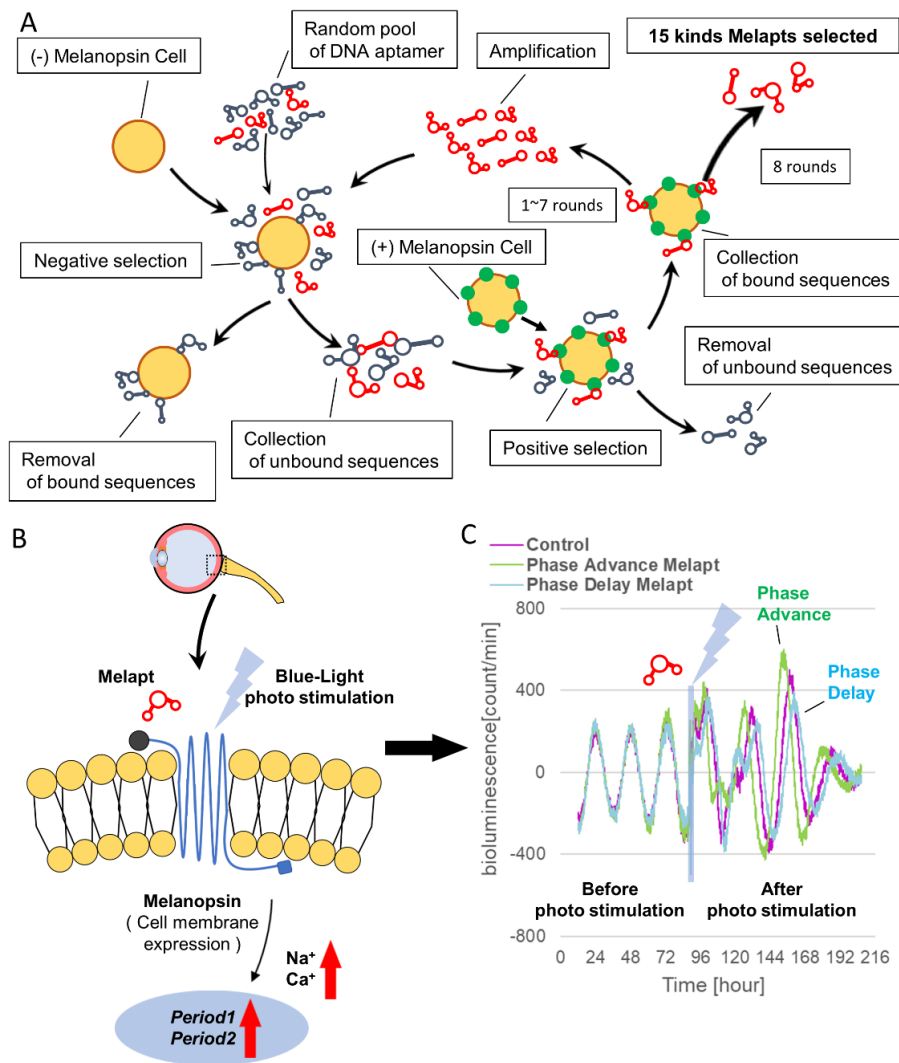 A
(-) Melanopsin Cell
Random pool
of DNA aptamer
Amplification
15 kinds Melapts selected
8 rounds
1~7 rounds
Negative selection
(+) Melanopsin Cell
Collection
of bound sequences
Removal
of unbound sequences
Removal
of bound sequences
Collection
of unbound sequences
Positive selection
B
Melapt
Blue-Light
photo stimulation
Melanopsin
( Cell membrane
expression )
Na⁺
Ca⁺
Period1
Period2
C
Control
Phase Advance Melapt
Phase Delay Melapt
Phase
Advance
Phase
Delay
bioluminescence[count/min]
800
400
0
-400
-800
Before
photo stimulation
After
photo stimulation
0 24 48 72 96 120 144 168 192 216
Time [hour]